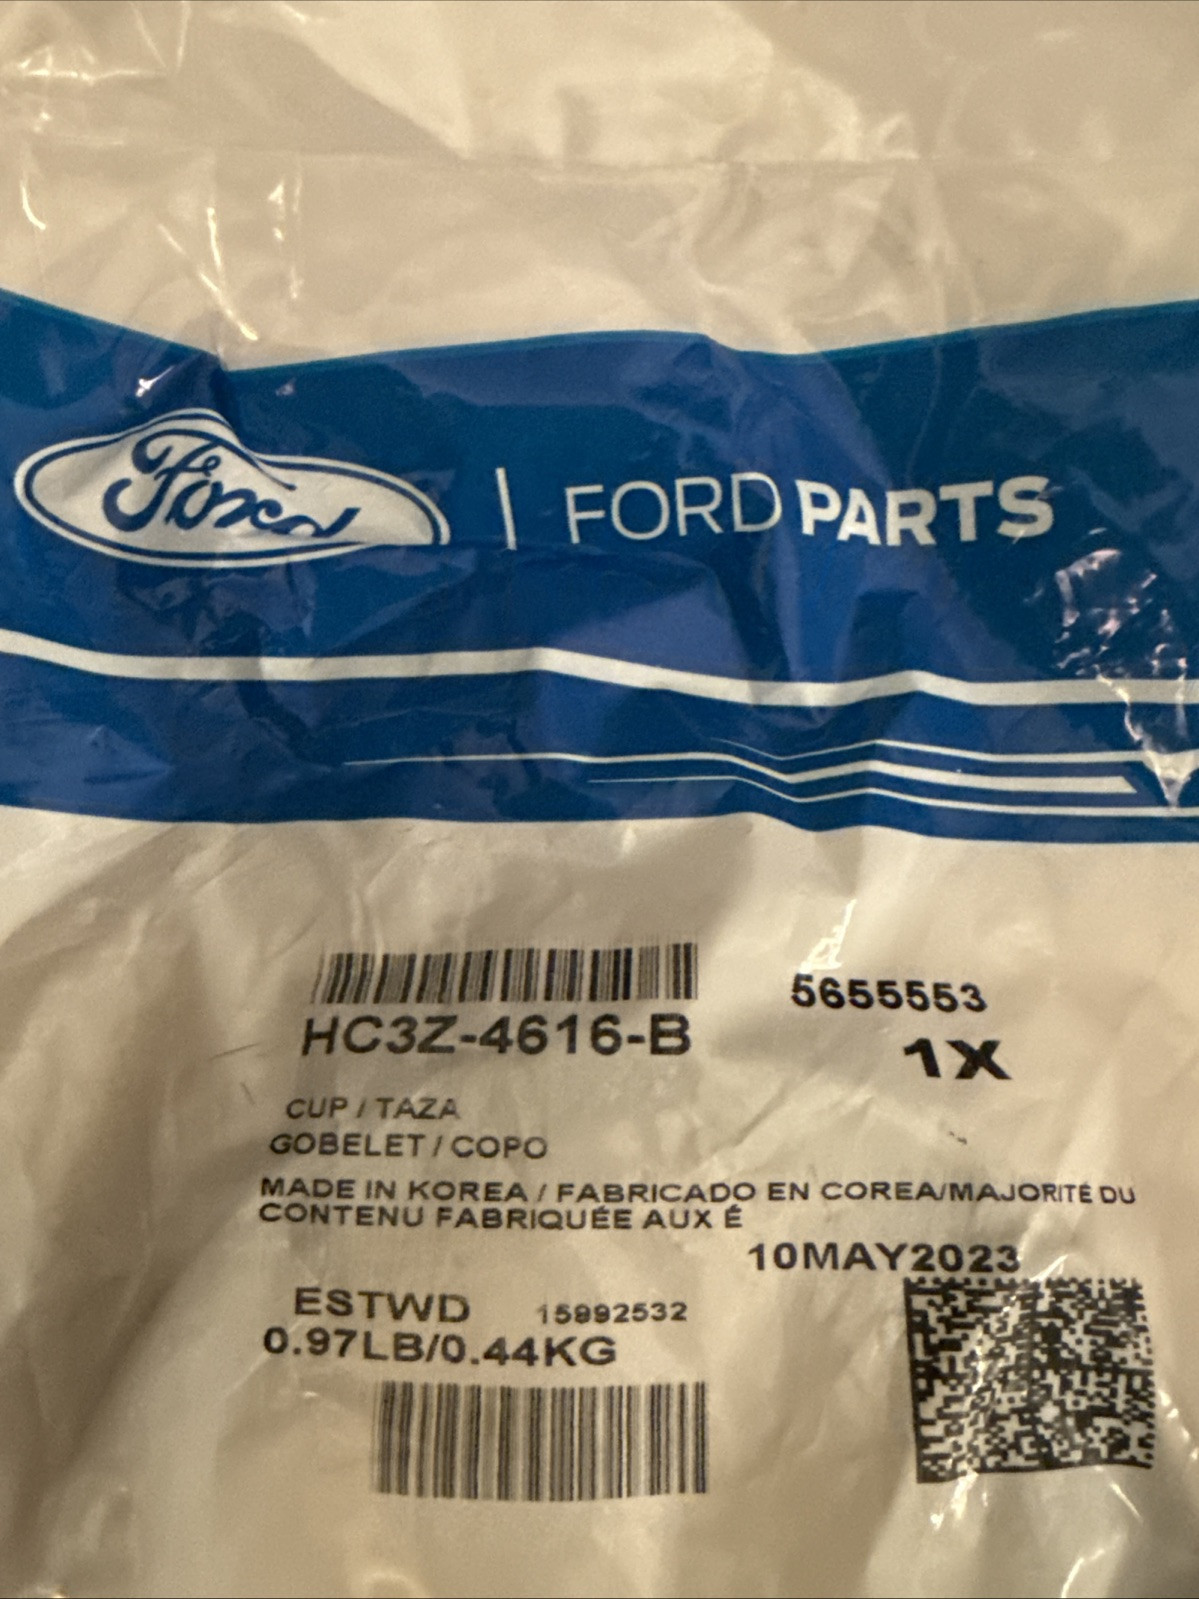 Ford | FORD PARTS
HC3Z-4616-B
5655553
1X
CUP / TAZA
GOBELET / COPO
MADE IN KOREA / FABRICADO EN COREA/MAJORITÉ DU
CONTENU FABRIQUÉE AUX É
10MAY2023
ESTWD 15992532
0.97LB/0.44KG